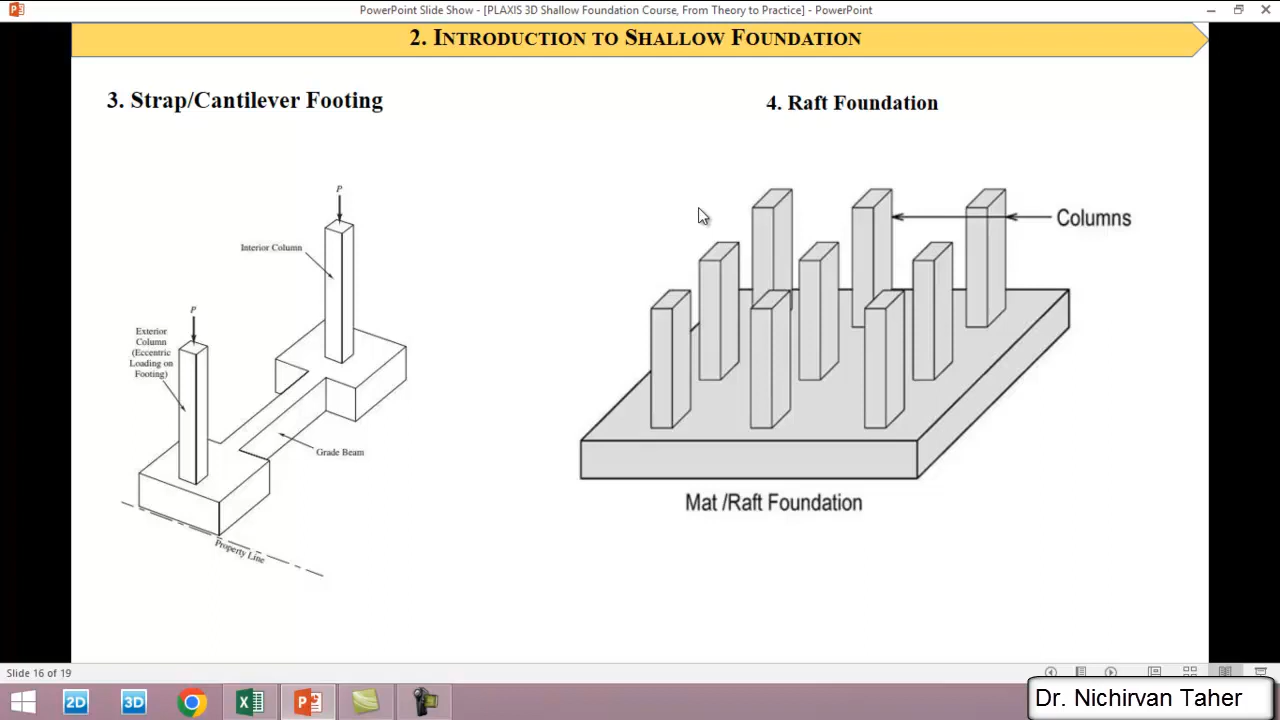 PowerPoint Slide Show - [PLAXIS 3D Shallow Foundation Course, From Theory to Practice] - PowerPoint
2. INTRODUCTION TO SHALLOW FOUNDATION
3. Strap/Cantilever Footing
4. Raft Foundation
P
Interior Column
P
Exterior
Column
(Eccentric
Loading on
Footing)
Grade Beam
Property Line
Columns
Mat /Raft Foundation
Slide 16 of 19
2D
3D
Dr. Nichirvan Taher